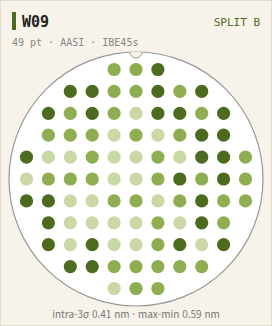 W09
SPLIT B
49 pt · AASI · IBE45s
intra-3σ 0.41 nm · max-min 0.59 nm